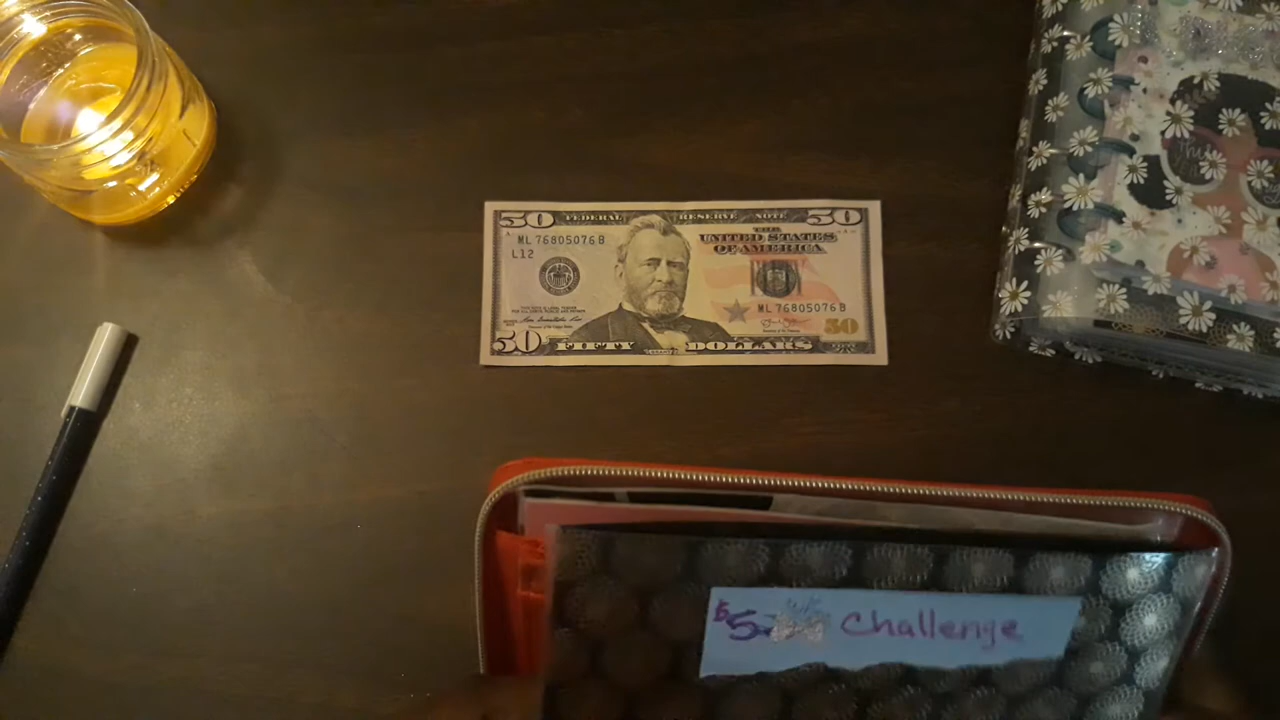 50 FEDERAL RESERVE NOTE 50
THE
UNITED STATES
OF AMERICA
ML 76805076 B
L12
ML 76805076 B
50
50 FIFTY DOLLARS
$5 Challenge